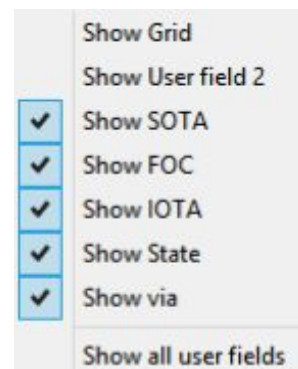 Show Grid
Show User field 2
Show SOTA
Show FOC
Show IOTA
Show State
Show via
Show all user fields